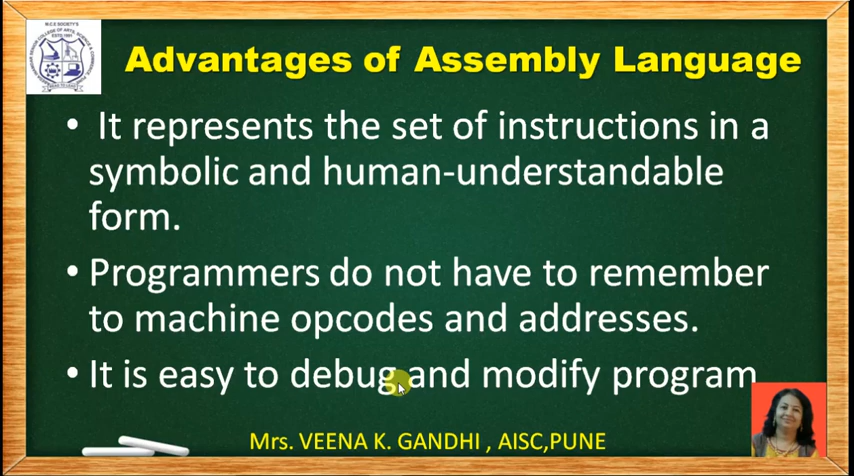 Advantages of Assembly Language
• It represents the set of instructions in a
symbolic and human-understandable
form.
• Programmers do not have to remember
to machine opcodes and addresses.
• It is easy to debug and modify program
Mrs. VEENA K. GANDHI , AISC,PUNE